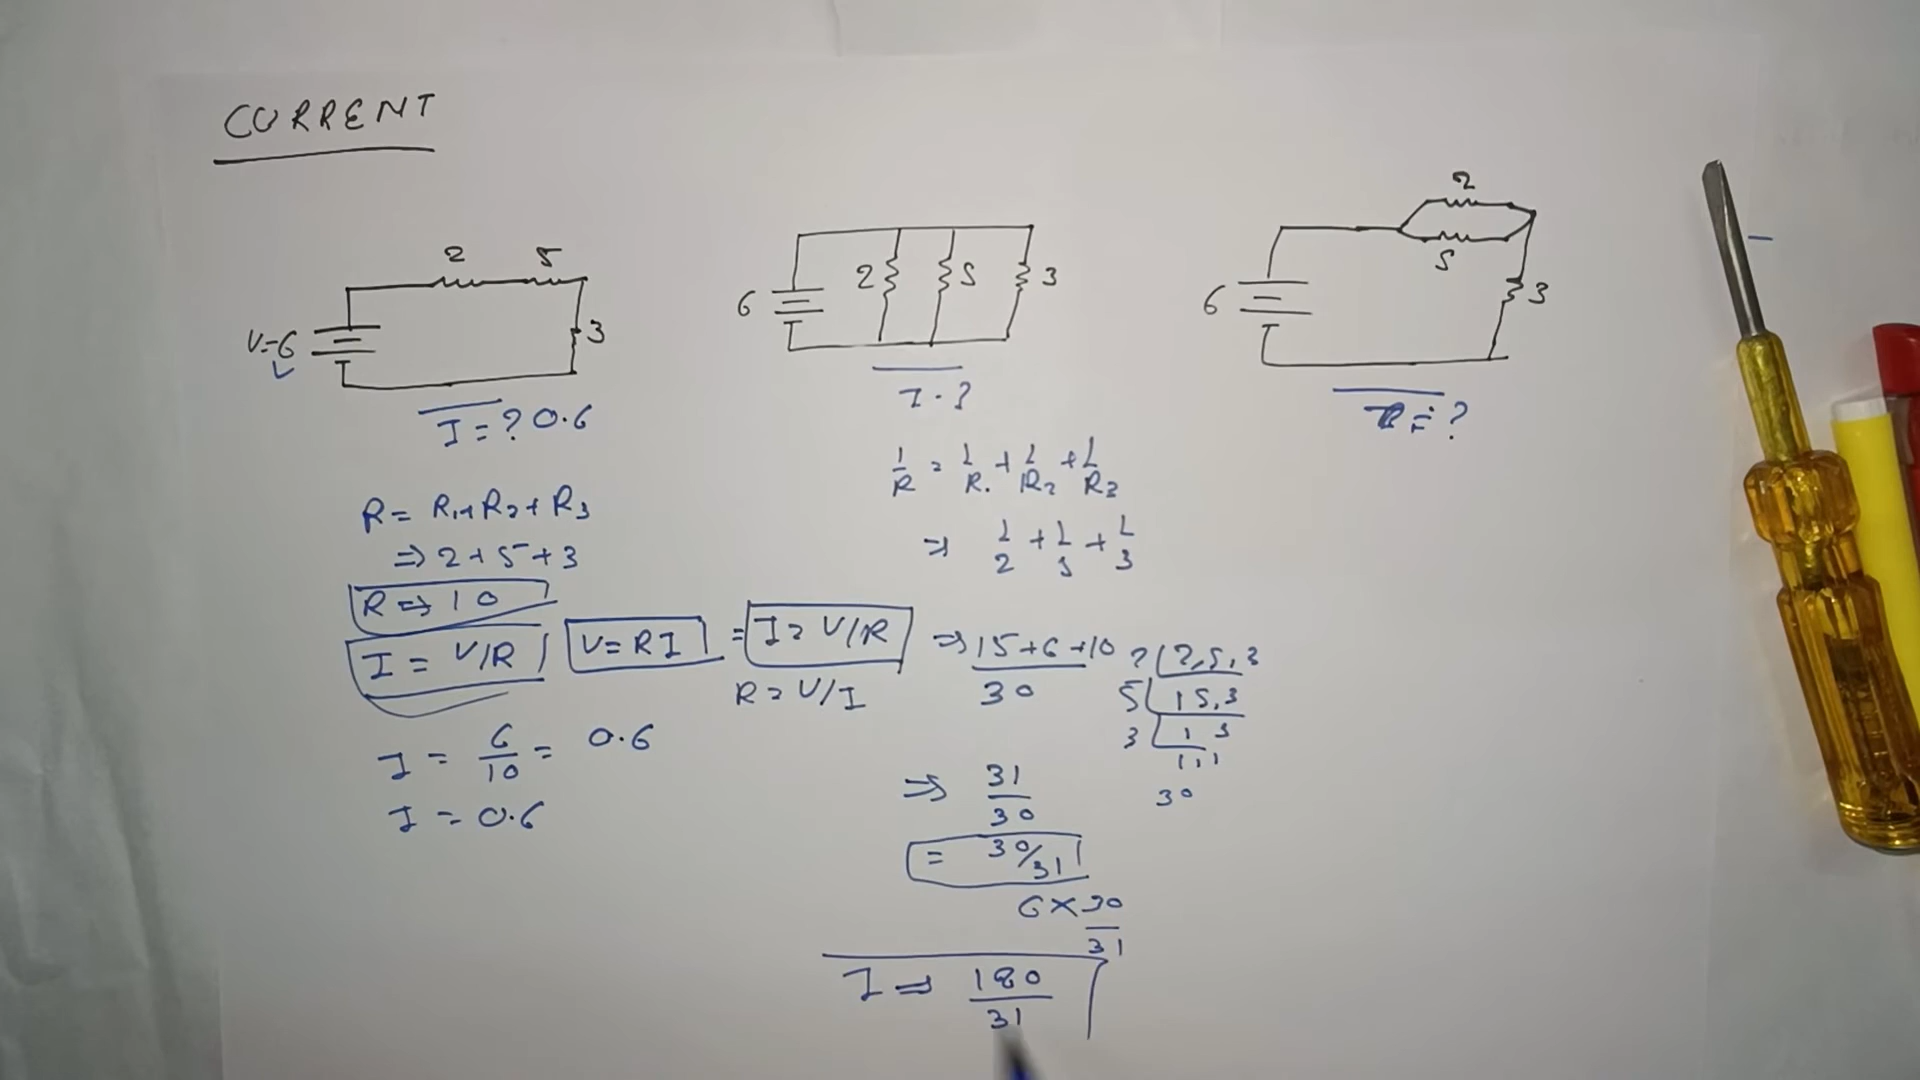 CURRENT
2 5
V=6
3
I = ? 0.6
R = R1+R2+R3
⇒ 2+5+3
R ⇒ 10
I = V/R
V=RI
= I = V/R
R = V/I
I = 6/10 = 0.6
I = 0.6
6
2 5 3
I = ?
1/R = 1/R1 + 1/R2 + 1/R3
⇒ 1/2 + 1/5 + 1/3
⇒ 15+6+10/30
2 | 2,5,3
5 | 1 5,3
3 | 1 3
1,1
30
⇒ 31/30
= 30/31
6 × 30/31
I ⇒ 180/31
2
5
6
3
= ?